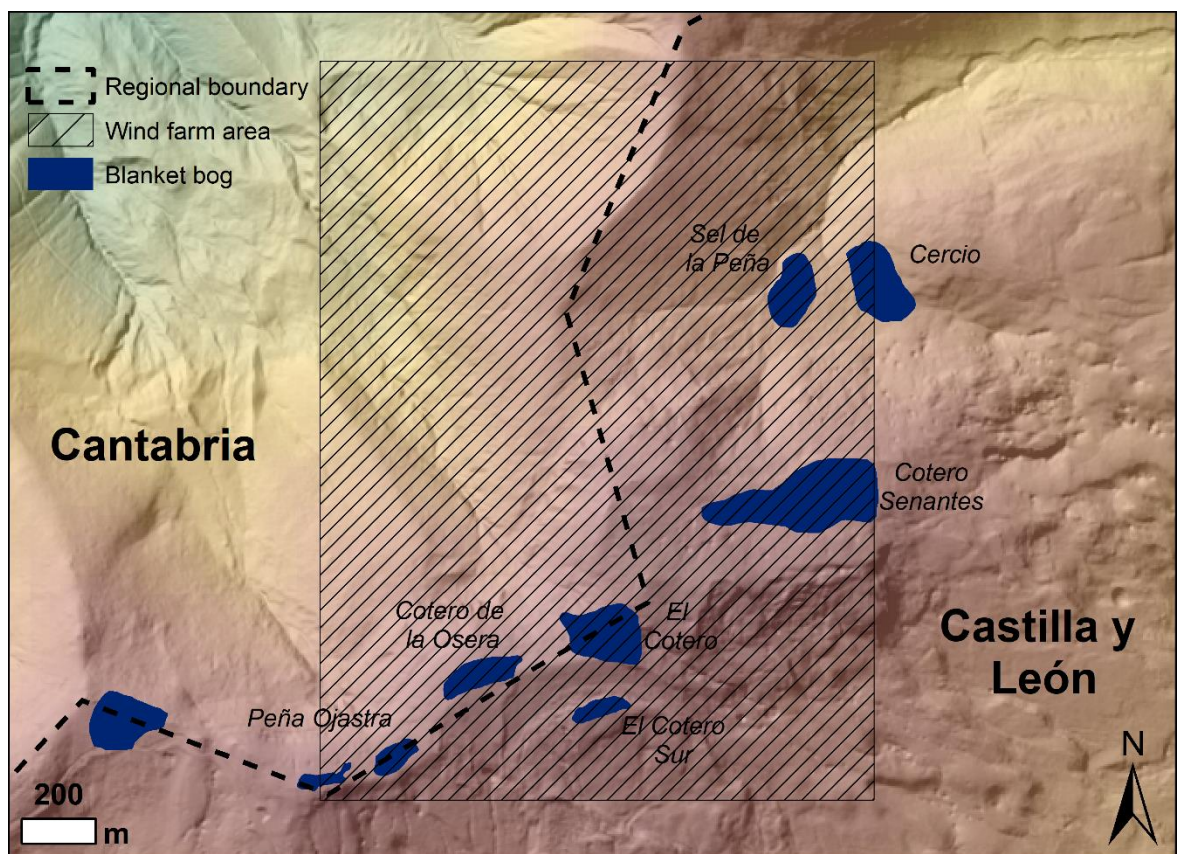 Regional boundary
Wind farm area
Blanket bog
Sel de
la Peña
Cercio
Cantabria
Cotero
Senantes
Cotero de
la Osera
El
Cotero
Castilla y
León
Peña Ojastra
El Cotero
Sur
N
200
m